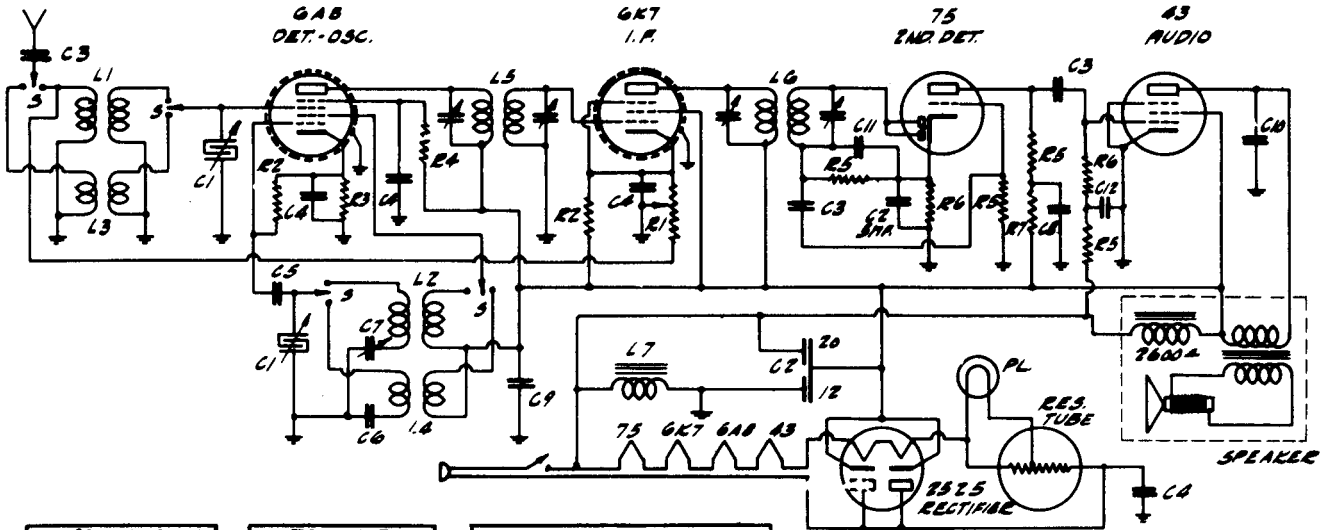 6A8
DET.-OSC.
6K7
I.F.
75
2ND. DET.
43
AUDIO
C3
S
L1
S
L3
C1
R2
C4
R3
C4
R4
L5
R2
C4
R1
L6
C11
R5
C3
C2
5MF.
R6
R5
R7
R5
C8
C3
R6
C12
R5
C10
C5
S
L2
S
C7
C1
C6
L4
C9
L7
C2
20
12
2600Ω
PL.
RES.
TUBE
75 6K7 6A8 43
25Z5
RECTIFIER
C4
SPEAKER